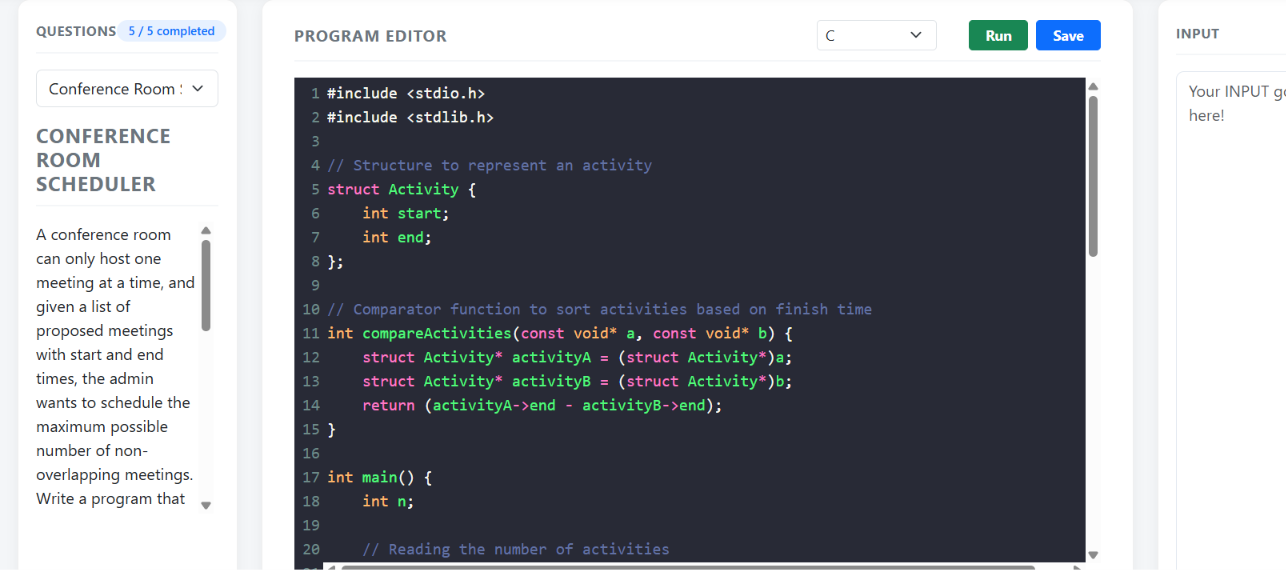 QUESTIONS 5 / 5 completed
Conference Room
CONFERENCE
ROOM
SCHEDULER
A conference room
can only host one
meeting at a time, and
given a list of
proposed meetings
with start and end
times, the admin
wants to schedule the
maximum possible
number of non-
overlapping meetings.
Write a program that
PROGRAM EDITOR
C
Run
Save
1 #include <stdio.h>
2 #include <stdlib.h>
3
4 // Structure to represent an activity
5 struct Activity {
6     int start;
7     int end;
8 };
9
10 // Comparator function to sort activities based on finish time
11 int compareActivities(const void* a, const void* b) {
12     struct Activity* activityA = (struct Activity*)a;
13     struct Activity* activityB = (struct Activity*)b;
14     return (activityA->end - activityB->end);
15 }
16
17 int main() {
18     int n;
19
20     // Reading the number of activities
INPUT
Your INPUT
here!